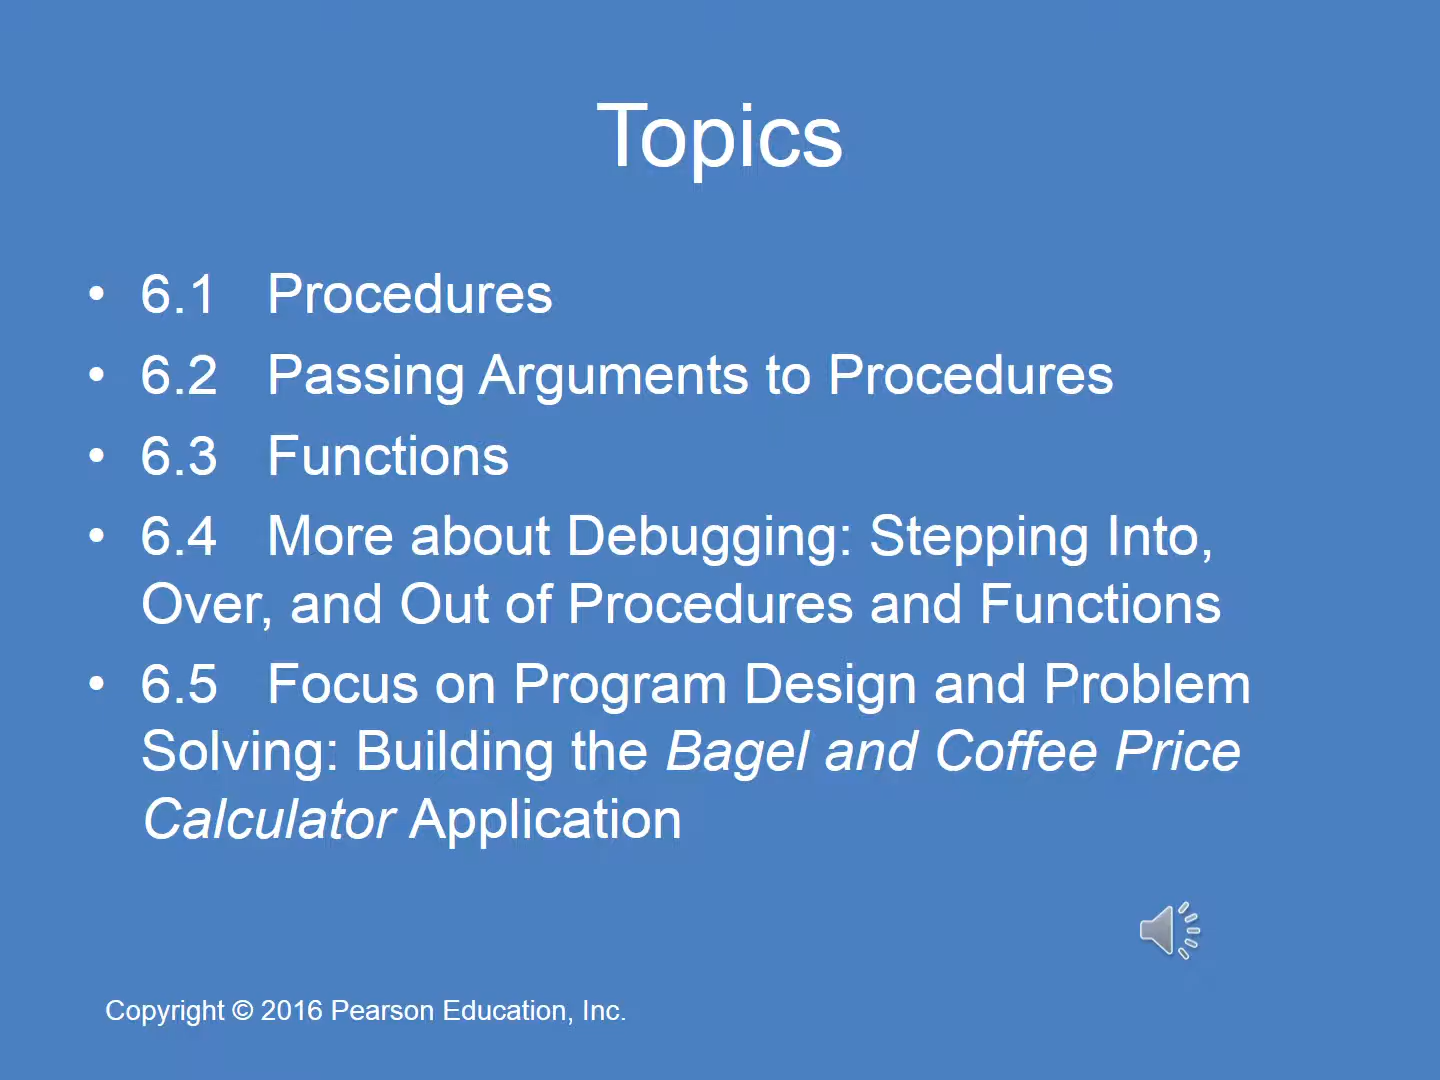 Topics
• 6.1 Procedures
• 6.2 Passing Arguments to Procedures
• 6.3 Functions
• 6.4 More about Debugging: Stepping Into,
Over, and Out of Procedures and Functions
• 6.5 Focus on Program Design and Problem
Solving: Building the Bagel and Coffee Price
Calculator Application
Copyright © 2016 Pearson Education, Inc.